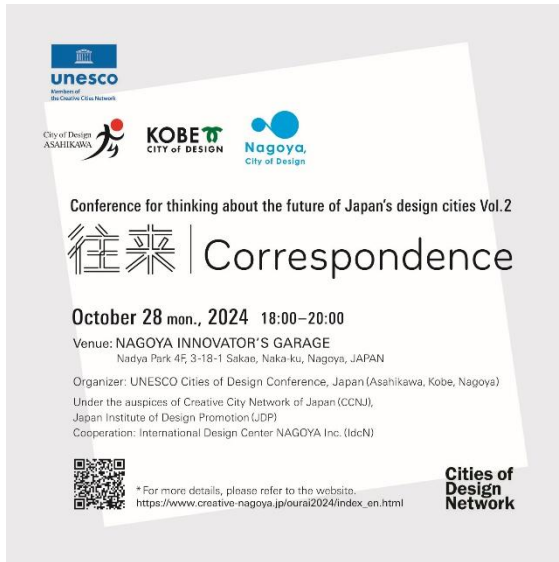 unesco
Members of
the Creative Cities Network
City of Design
ASAHIKAWA
KOBE
CITY of DESIGN
Nagoya,
City of Design
Conference for thinking about the future of Japan's design cities Vol.2
往来 Correspondence
October 28 mon., 2024 18:00–20:00
Venue: NAGOYA INNOVATOR'S GARAGE
Nadya Park 4F, 3-18-1 Sakae, Naka-ku, Nagoya, JAPAN
Organizer: UNESCO Cities of Design Conference, Japan (Asahikawa, Kobe, Nagoya)
Under the auspices of Creative City Network of Japan (CCNJ),
Japan Institute of Design Promotion (JDP)
Cooperation: International Design Center NAGOYA Inc. (IdcN)
* For more details, please refer to the website.
https://www.creative-nagoya.jp/ourai2024/index_en.html
Cities of
Design
Network